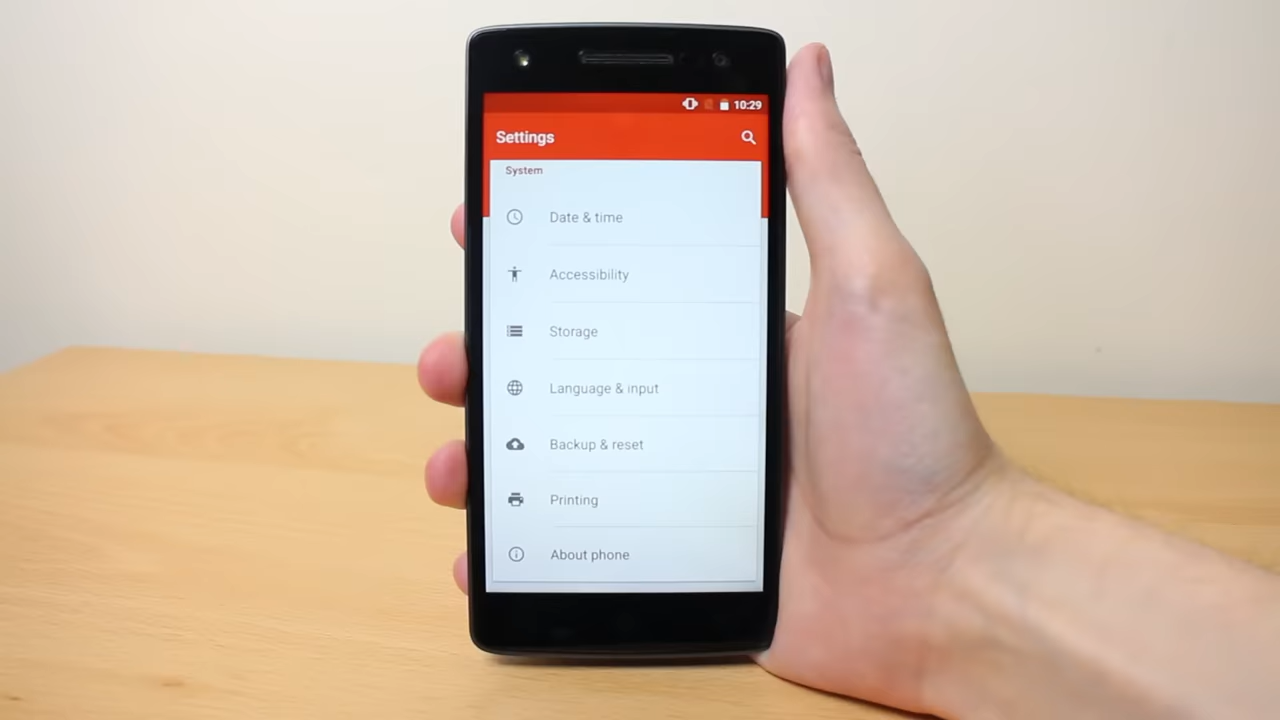 10:29
Settings
System
Date & time
Accessibility
Storage
Language & input
Backup & reset
Printing
About phone